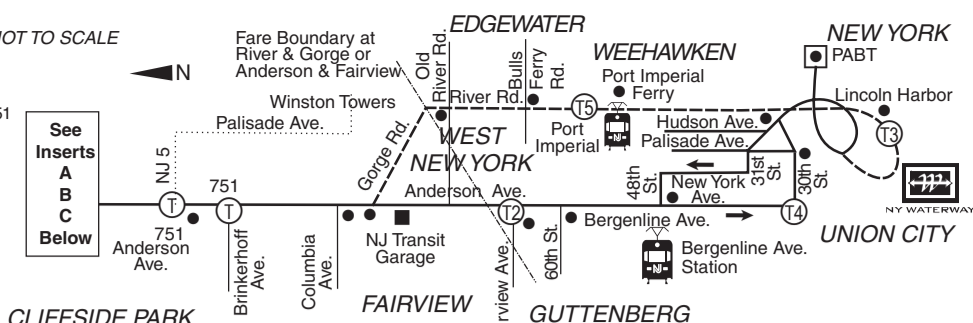 NOT TO SCALE
N
Fare Boundary at
River & Gorge or
Anderson & Fairview
EDGEWATER
Old
River Rd.
Bulls
Ferry
Rd.
WEEHAWKEN
Port Imperial
Ferry
NEW YORK
PABT
51
See
Inserts
A
B
C
Below
Winston Towers
Palisade Ave.
NJ 5
River Rd.
T5
Port
Imperial
Lincoln Harbor
Hudson Ave.
Palisade Ave.
T3
Gorge Rd.
WEST
NEW YORK
48th
St.
New York
Ave.
31st
St.
30th
St.
NY WATERWAY
751
T
T
751
Anderson
Ave.
Brinkerhoff
Ave.
Columbia
Ave.
NJ Transit
Garage
Anderson Ave.
T2
60th St.
Bergenline Ave.
T4
UNION CITY
Bergenline Ave.
Station
rview Ave.
CLIFFSIDE PARK
FAIRVIEW
GUTTENBERG